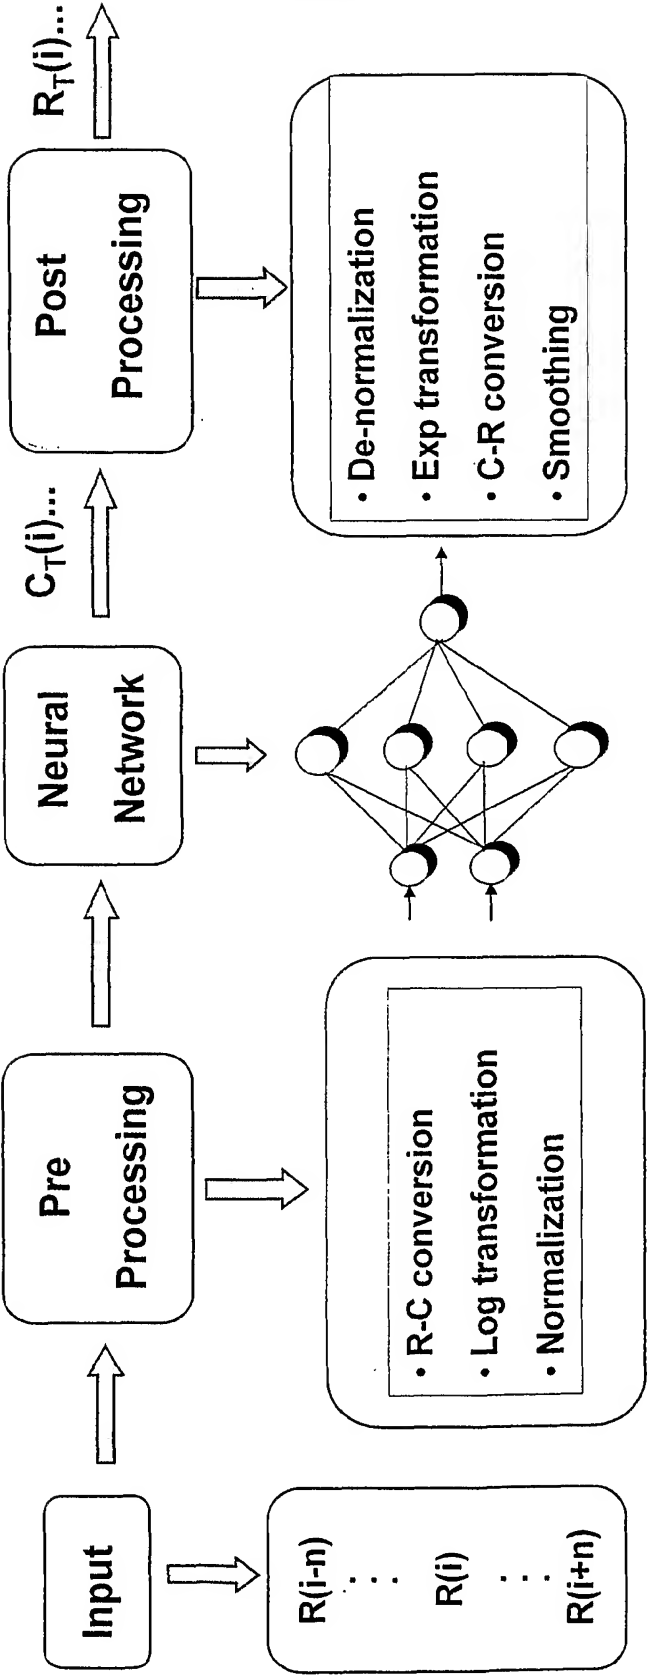 Input
Pre
Processing
Neural
Network
C_T(i)...
Post
Processing
R_T(i)...
R(i-n)
. . .
R(i)
. . .
R(i+n)
• R-C conversion
• Log transformation
• Normalization
• De-normalization
• Exp transformation
• C-R conversion
• Smoothing